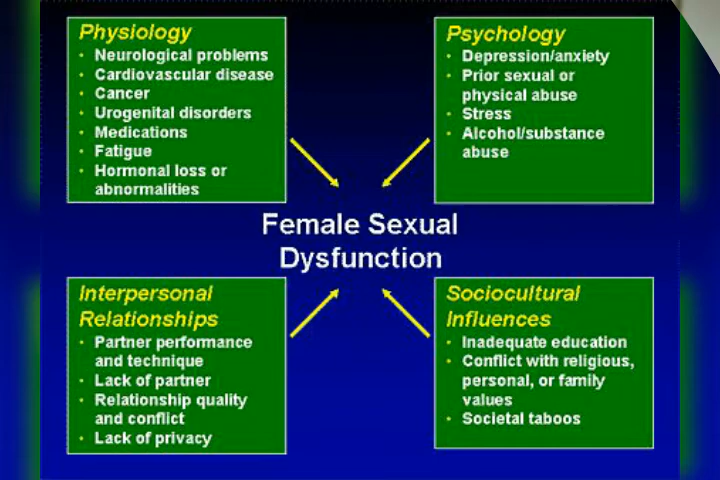 Physiology
• Neurological problems
• Cardiovascular disease
• Cancer
• Urogenital disorders
• Medications
• Fatigue
• Hormonal loss or
abnormalities
Psychology
• Depression/anxiety
• Prior sexual or
physical abuse
• Stress
• Alcohol/substance
abuse
Female Sexual
Dysfunction
Interpersonal
Relationships
• Partner performance
and technique
• Lack of partner
• Relationship quality
and conflict
• Lack of privacy
Sociocultural
Influences
• Inadequate education
• Conflict with religious,
personal, or family
values
• Societal taboos